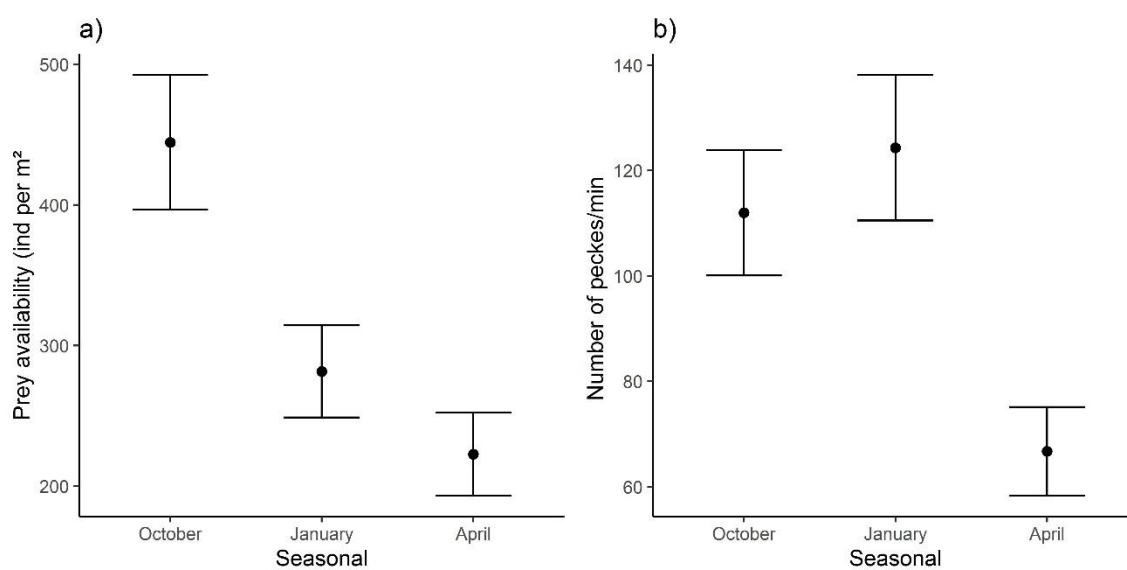 a)
Prey availability (ind per m²
500
400
300
200
October January April
Seasonal
b)
Number of peckes/min
140
120
100
80
60
October January April
Seasonal